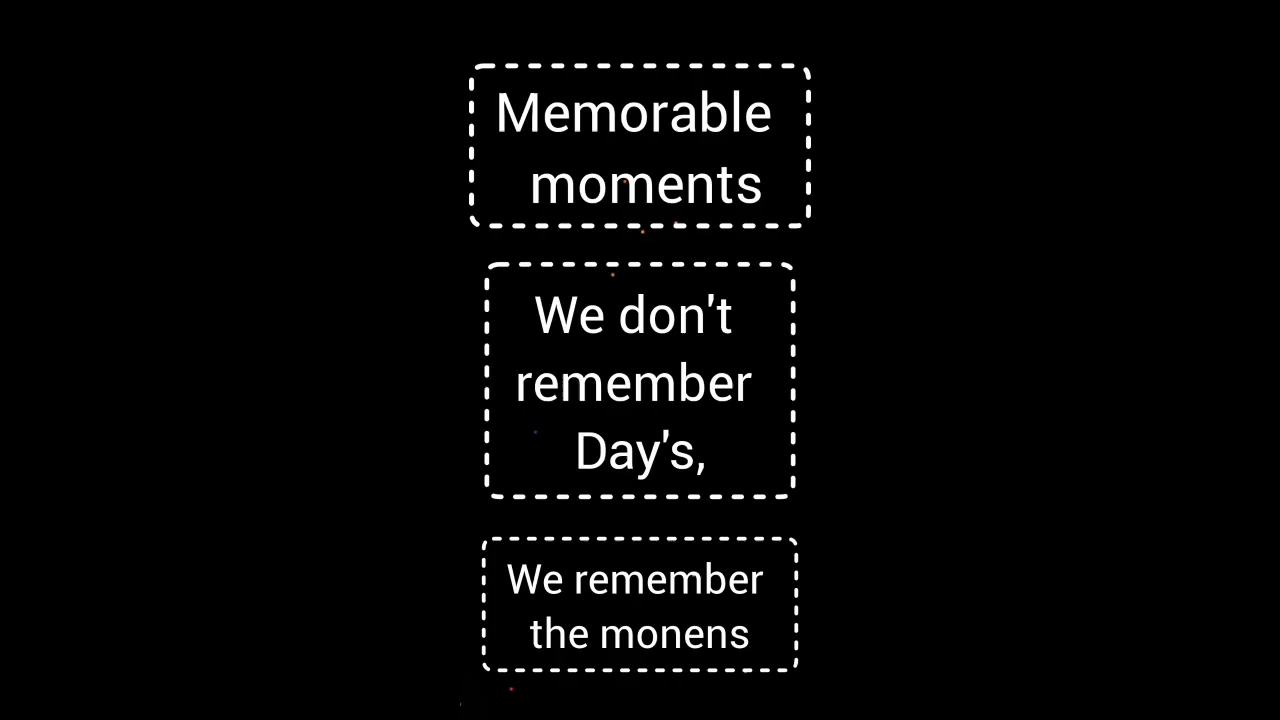 Memorable
moments
We don't
remember
Day's,
We remember
the monens